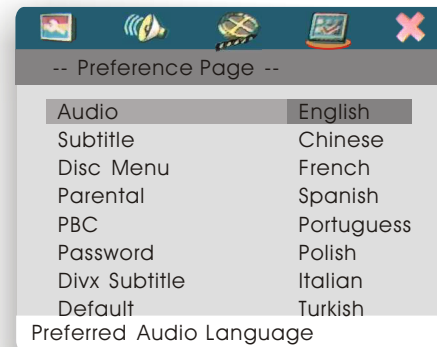 -- Preference Page --
Audio English
Subtitle Chinese
Disc Menu French
Parental Spanish
PBC Portuguess
Password Polish
Divx Subtitle Italian
Default Turkish
Preferred Audio Language